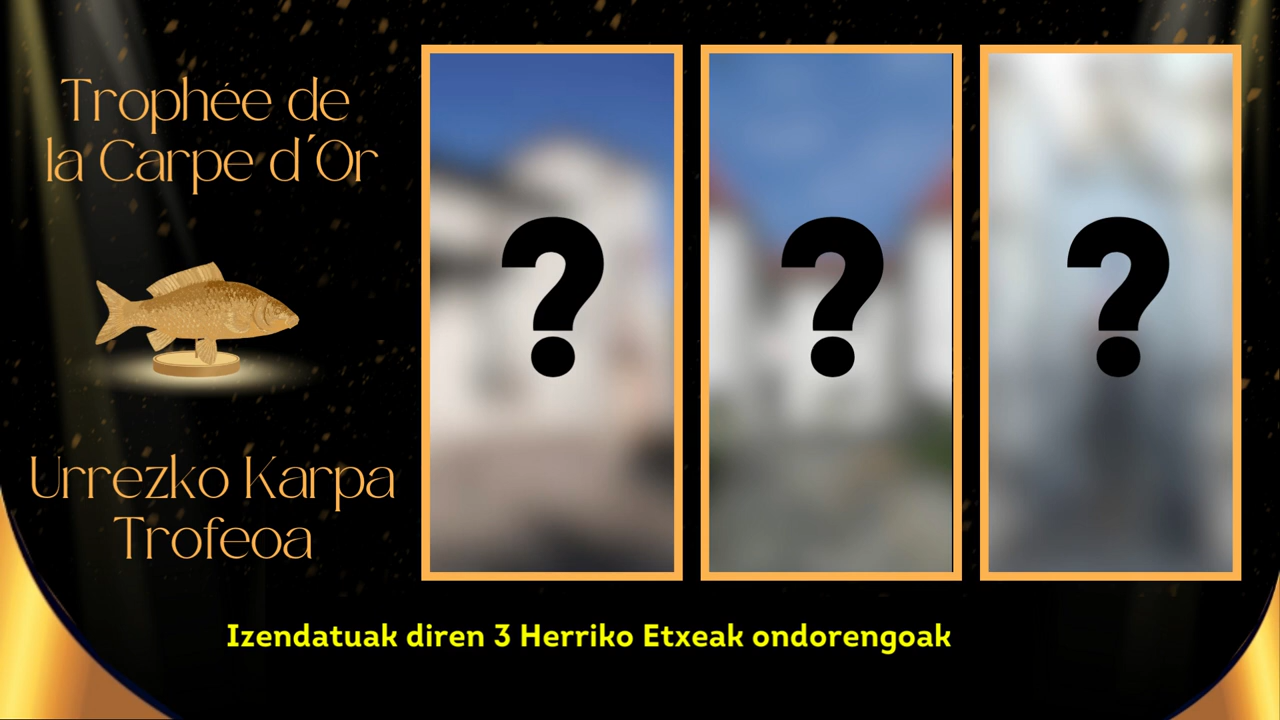 Trophée de
la Carpe d'Or
? ? ?
Urrezko Karpa
Trofeoa
Izendatuak diren 3 Herriko Etxeak ondorengoak